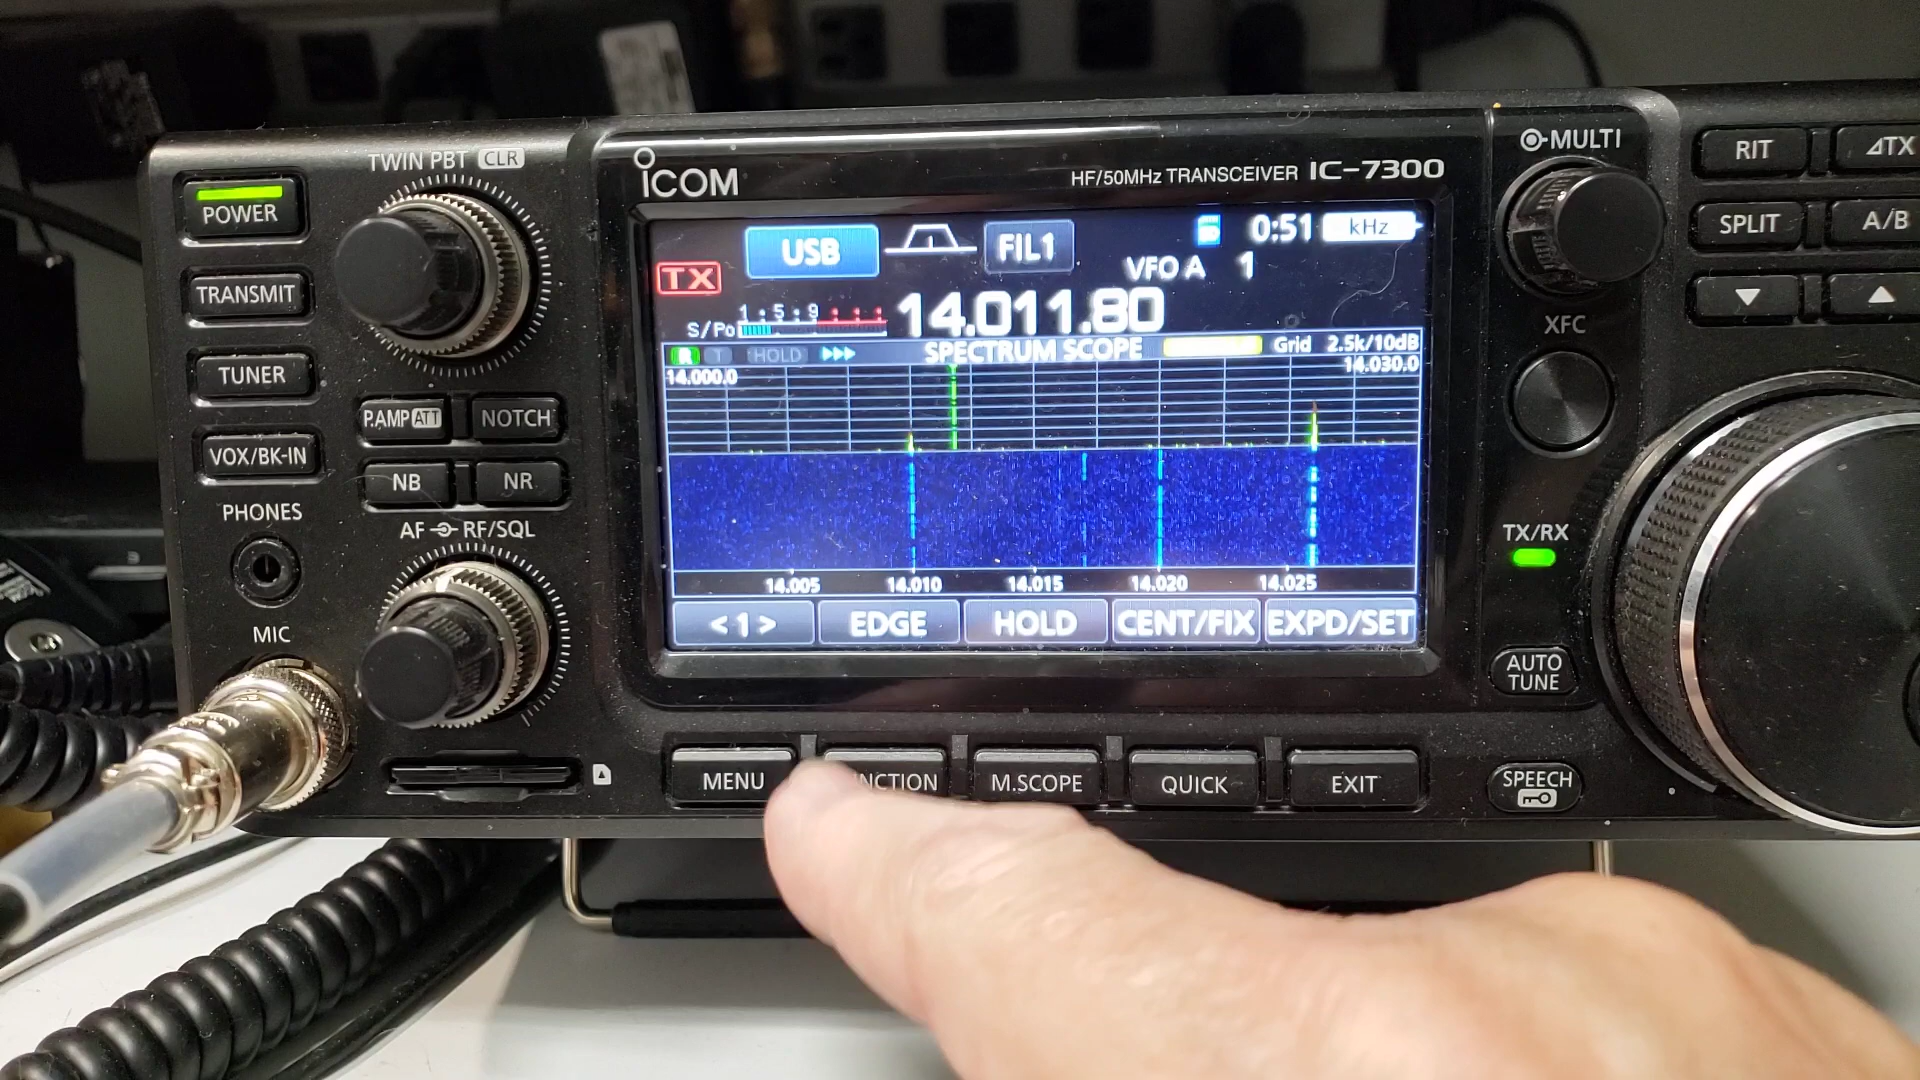 TWIN PBT CLR
POWER
TRANSMIT
TUNER
VOX/BK-IN
P.AMP ATT
NOTCH
NB
NR
PHONES
AF RF/SQL
MIC
ICOM
HF/50MHz TRANSCEIVER IC-7300
USB
FIL1
0:51
kHz
TX
VFO A 1
1 5 9
S/Po
14.011.80
R T HOLD SPECTRUM SCOPE Grid 2.5k/10dB
14.000.0
14.030.0
14.005 14.010 14.015 14.020 14.025
<1> EDGE HOLD CENT/FIX EXPD/SET
MENU
NCTION
M.SCOPE
QUICK
EXIT
MULTI
RIT
⊿TX
SPLIT
A/B
XFC
TX/RX
AUTO
TUNE
SPEECH